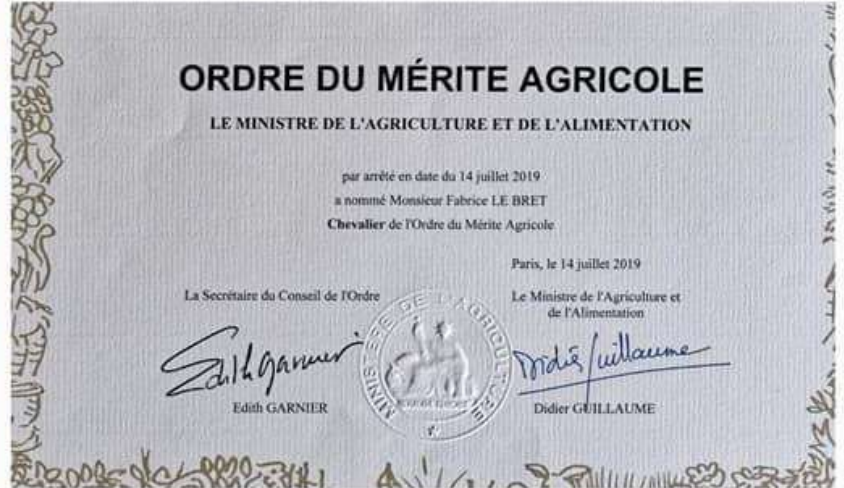 ORDRE DU MÉRITE AGRICOLE
LE MINISTRE DE L'AGRICULTURE ET DE L'ALIMENTATION
par arrêté en date du 14 juillet 2019
a nommé Monsieur Fabrice LE BRET
Chevalier de l'Ordre du Mérite Agricole
Paris, le 14 juillet 2019
La Secrétaire du Conseil de l'Ordre
Le Ministre de l'Agriculture et
de l'Alimentation
MINISTERE DE L'AGRICULTURE
Edith Garnier
Didier Guillaume
Edith GARNIER
Didier GUILLAUME